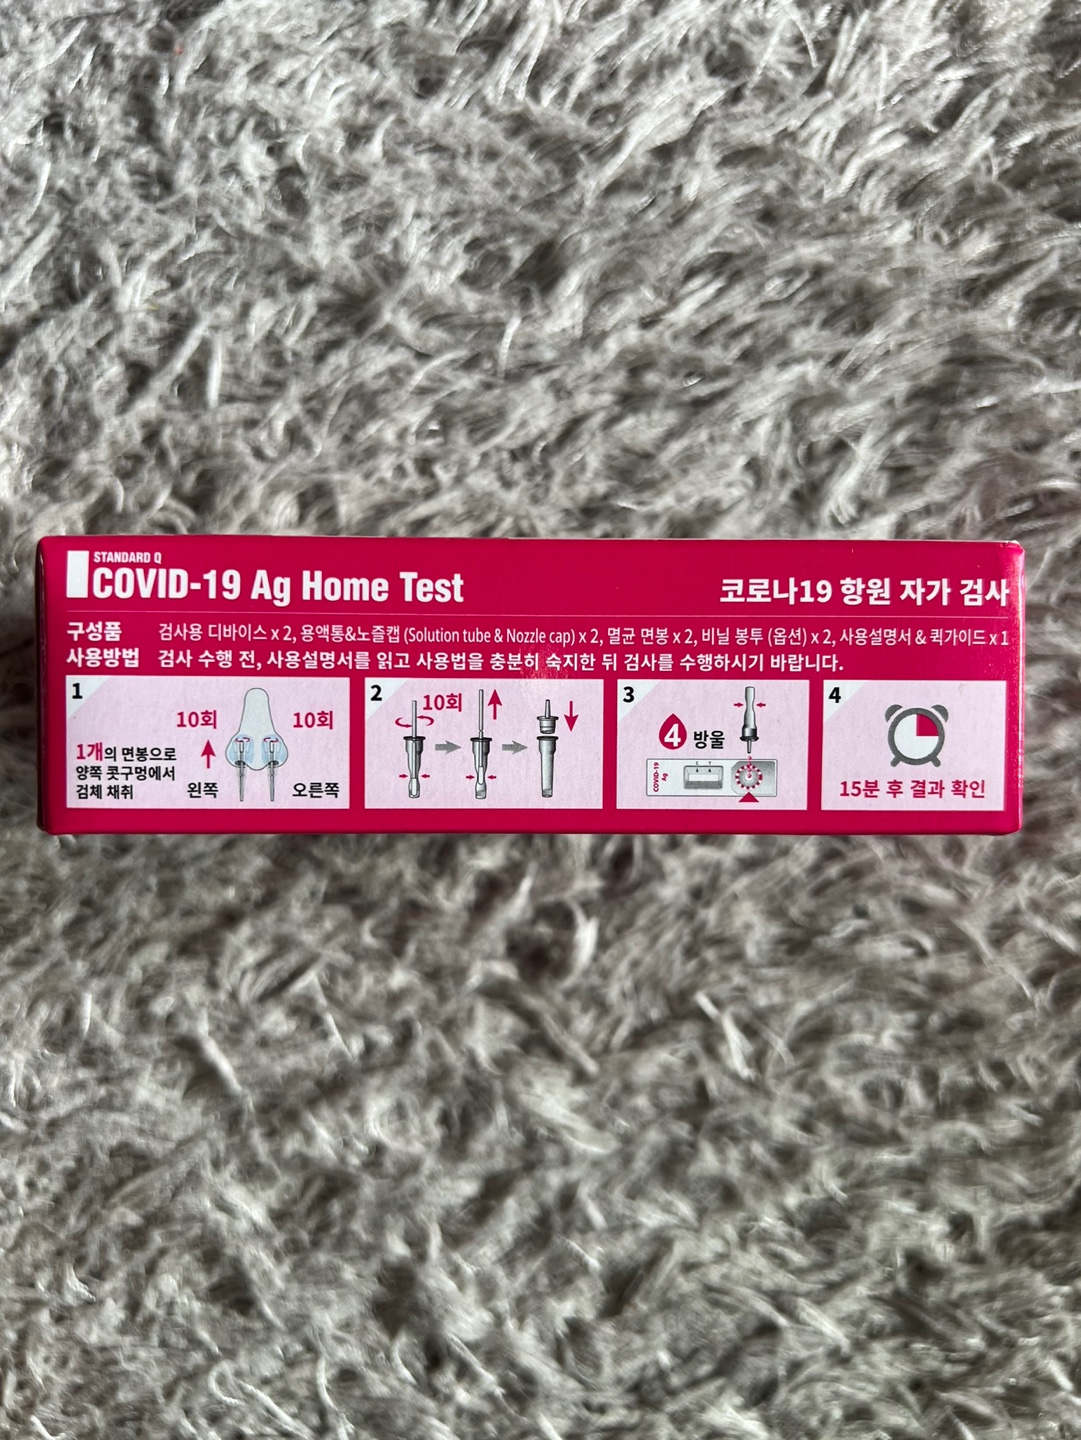 STANDARD Q
COVID-19 Ag Home Test
코로나19 항원 자가 검사
구성품 검사용 디바이스 x 2, 용액통&노즐캡 (Solution tube & Nozzle cap) x 2, 멸균 면봉 x 2, 비닐 봉투 (옵션) x 2, 사용설명서 & 퀵가이드 x 1
사용방법 검사 수행 전, 사용설명서를 읽고 사용법을 충분히 숙지한 뒤 검사를 수행하시기 바랍니다.
1
10회 10회
1개의 면봉으로
양쪽 콧구멍에서
검체 채취
왼쪽 오른쪽
2
10회
3
4 방울
COVID-19
Ag
C T
4
15분 후 결과 확인